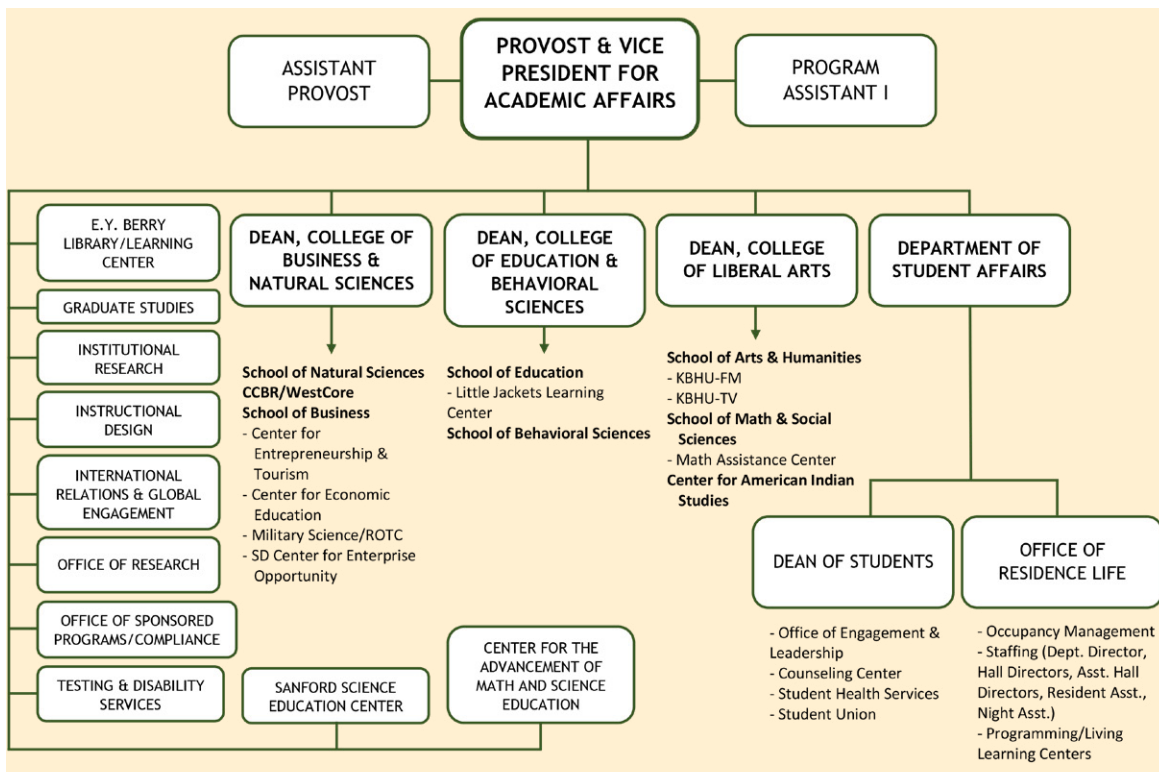 ASSISTANT
PROVOST
PROVOST & VICE
PRESIDENT FOR
ACADEMIC AFFAIRS
PROGRAM
ASSISTANT I
E.Y. BERRY
LIBRARY/LEARNING
CENTER
GRADUATE STUDIES
INSTITUTIONAL
RESEARCH
INSTRUCTIONAL
DESIGN
INTERNATIONAL
RELATIONS & GLOBAL
ENGAGEMENT
OFFICE OF RESEARCH
OFFICE OF SPONSORED
PROGRAMS/COMPLIANCE
TESTING & DISABILITY
SERVICES
DEAN, COLLEGE OF
BUSINESS &
NATURAL SCIENCES
School of Natural Sciences
CCBR/WestCore
School of Business
- Center for
Entrepreneurship &
Tourism
- Center for Economic
Education
- Military Science/ROTC
- SD Center for Enterprise
Opportunity
SANFORD SCIENCE
EDUCATION CENTER
DEAN, COLLEGE
OF EDUCATION &
BEHAVIORAL
SCIENCES
School of Education
- Little Jackets Learning
Center
School of Behavioral Sciences
CENTER FOR THE
ADVANCEMENT OF
MATH AND SCIENCE
EDUCATION
DEAN, COLLEGE
OF LIBERAL ARTS
School of Arts & Humanities
- KBHU-FM
- KBHU-TV
School of Math & Social
Sciences
- Math Assistance Center
Center for American Indian
Studies
DEPARTMENT OF
STUDENT AFFAIRS
DEAN OF STUDENTS
- Office of Engagement &
Leadership
- Counseling Center
- Student Health Services
- Student Union
OFFICE OF
RESIDENCE LIFE
- Occupancy Management
- Staffing (Dept. Director,
Hall Directors, Asst. Hall
Directors, Resident Asst.,
Night Asst.)
- Programming/Living
Learning Centers